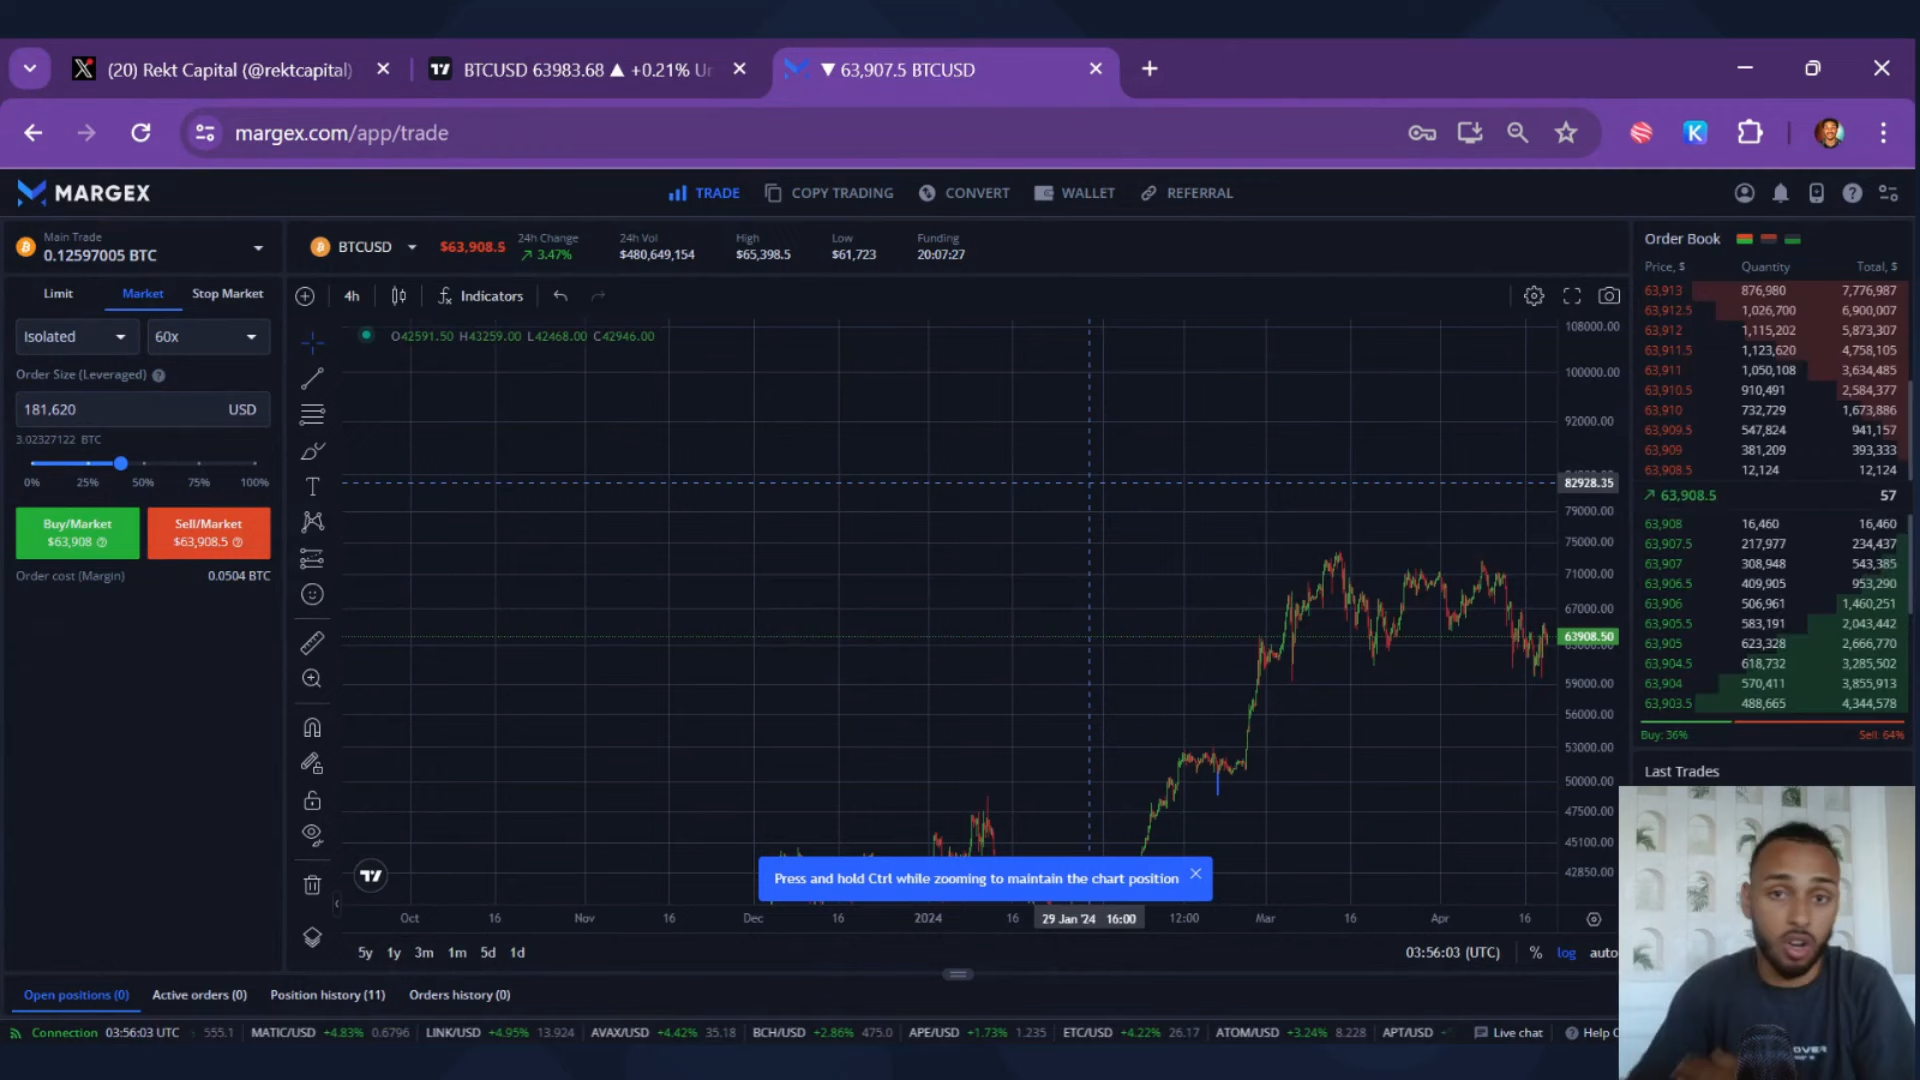 (20) Rekt Capital (@rektcapital)
BTCUSD 63983.68 ▲ +0.21% Ur
▼ 63,907.5 BTCUSD
margex.com/app/trade
K
MARGEX
TRADE
COPY TRADING
CONVERT
WALLET
REFERRAL
Main Trade
0.12597005 BTC
BTCUSD
$63,908.5
24h Change
↗ 3.47%
24h Vol
$480,649,154
High
$65,398.5
Low
$61,723
Funding
20:07:27
Limit Market Stop Market
Isolated
60x
Order Size (Leveraged)
181,620 USD
3.02327122 BTC
0% 25% 50% 75% 100%
Buy/Market
$63,908
Sell/Market
$63,908.5
Order cost (Margin) 0.0504 BTC
4h
Indicators
O42591.50 H43259.00 L42468.00 C42946.00
108000.00
100000.00
92000.00
82928.35
79000.00
75000.00
71000.00
67000.00
63908.50
59000.00
56000.00
53000.00
50000.00
47500.00
45100.00
42850.00
Press and hold Ctrl while zooming to maintain the chart position
Oct 16 Nov 16 Dec 16 2024 16 29 Jan '24 16:00 12:00 Mar 16 Apr 16
5y 1y 3m 1m 5d 1d
03:56:03 (UTC) % log auto
Order Book
Price, $ Quantity Total, $
63,913 876,980 7,776,987
63,912.5 1,026,700 6,900,007
63,912 1,115,202 5,873,307
63,911.5 1,123,620 4,758,105
63,911 1,050,108 3,634,485
63,910.5 910,491 2,584,377
63,910 732,729 1,673,886
63,909.5 547,824 941,157
63,909 381,209 393,333
63,908.5 12,124 12,124
↗ 63,908.5 57
63,908 16,460 16,460
63,907.5 217,977 234,437
63,907 308,948 543,385
63,906.5 409,905 953,290
63,906 506,961 1,460,251
63,905.5 583,191 2,043,442
63,905 623,328 2,666,770
63,904.5 618,732 3,285,502
63,904 570,411 3,855,913
63,903.5 488,665 4,344,578
Buy: 36% Sell: 64%
Last Trades
Open positions (0) Active orders (0) Position history (11) Orders history (0)
Connection 03:56:03 UTC 555.1 MATIC/USD +4.83% 0.6796 LINK/USD +4.95% 13.924 AVAX/USD +4.42% 35.18 BCH/USD +2.86% 475.0 APE/USD +1.73% 1.235 ETC/USD +4.22% 26.17 ATOM/USD +3.24% 8.228 APT/USD Live chat Help